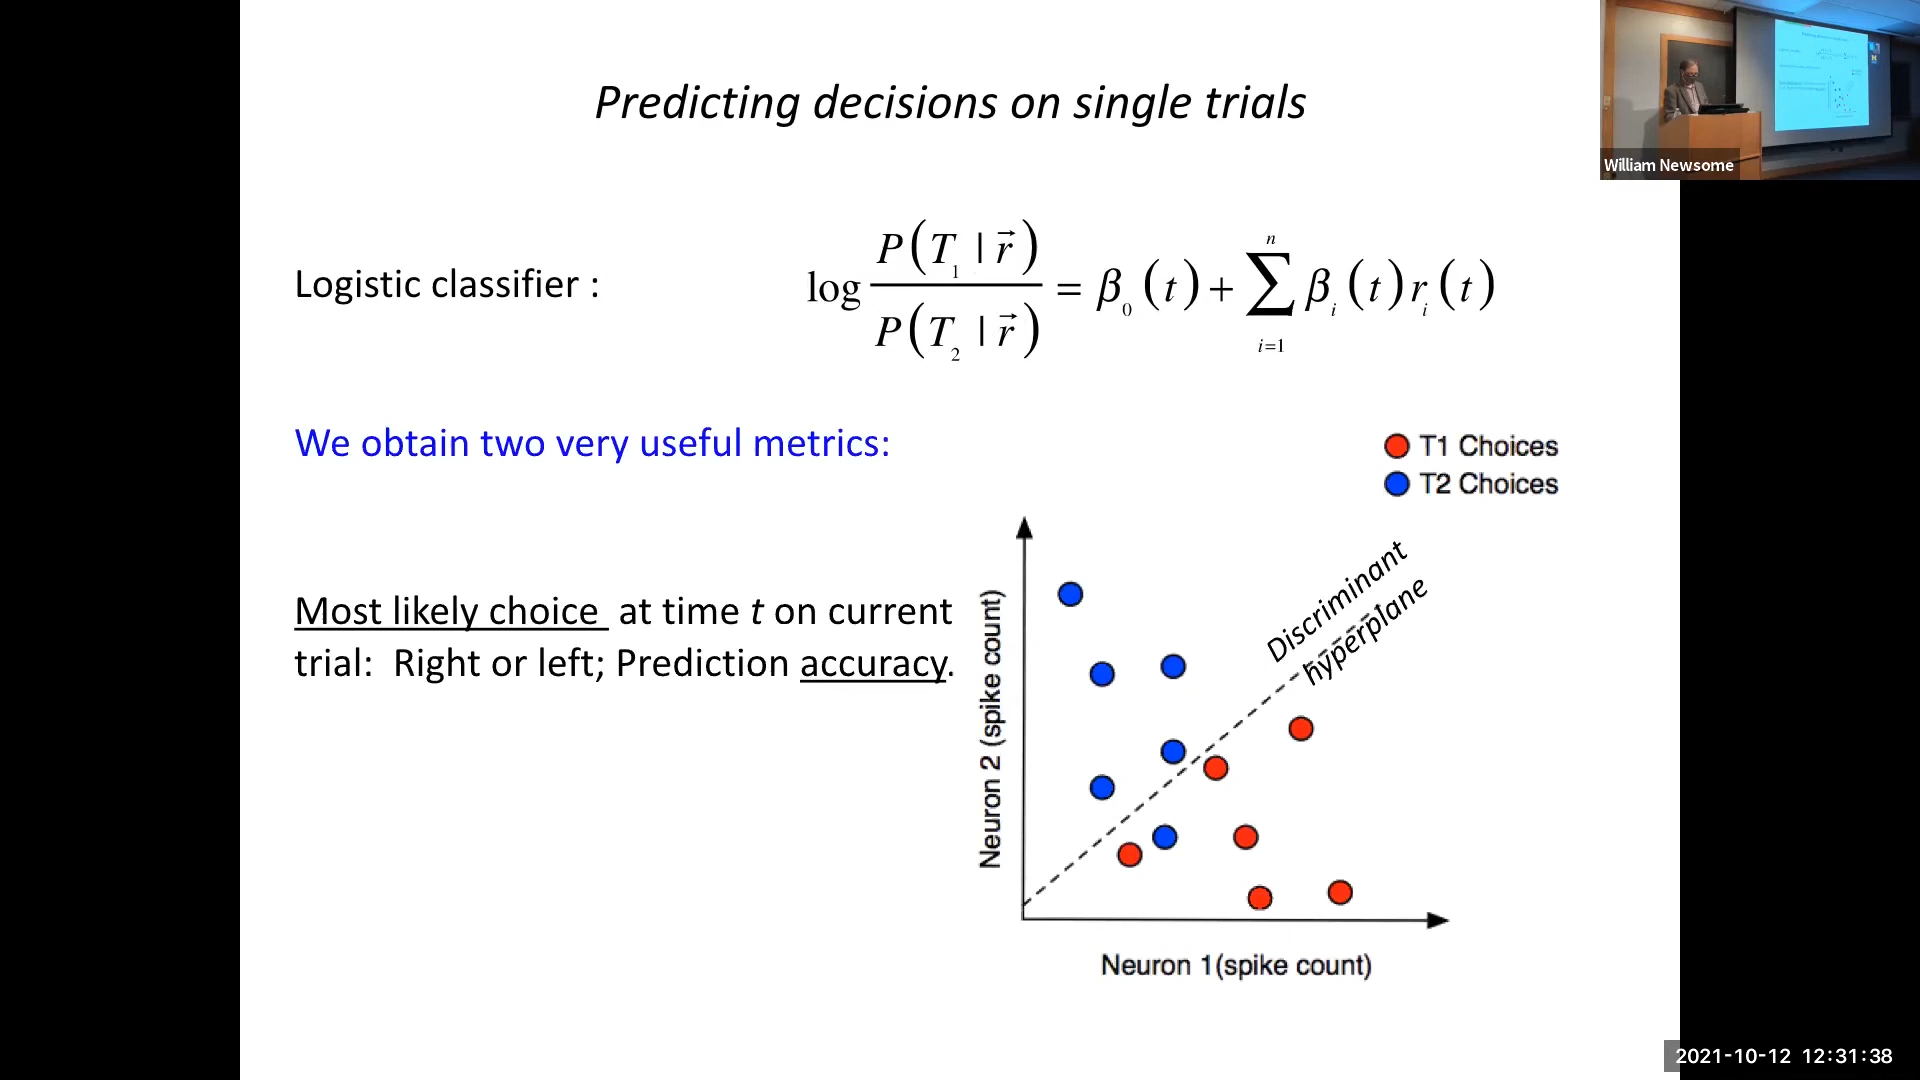 Predicting decisions on single trials
William Newsome
Logistic classifier :
log P(T₁ | r⃗) / P(T₂ | r⃗) = β₀(t) + ∑ⁿᵢ₌₁ βᵢ(t)rᵢ(t)
We obtain two very useful metrics:
T1 Choices
T2 Choices
Most likely choice at time t on current
trial: Right or left; Prediction accuracy.
Discriminant
hyperplane
Neuron 2 (spike count)
Neuron 1(spike count)
2021-10-12 12:31:38